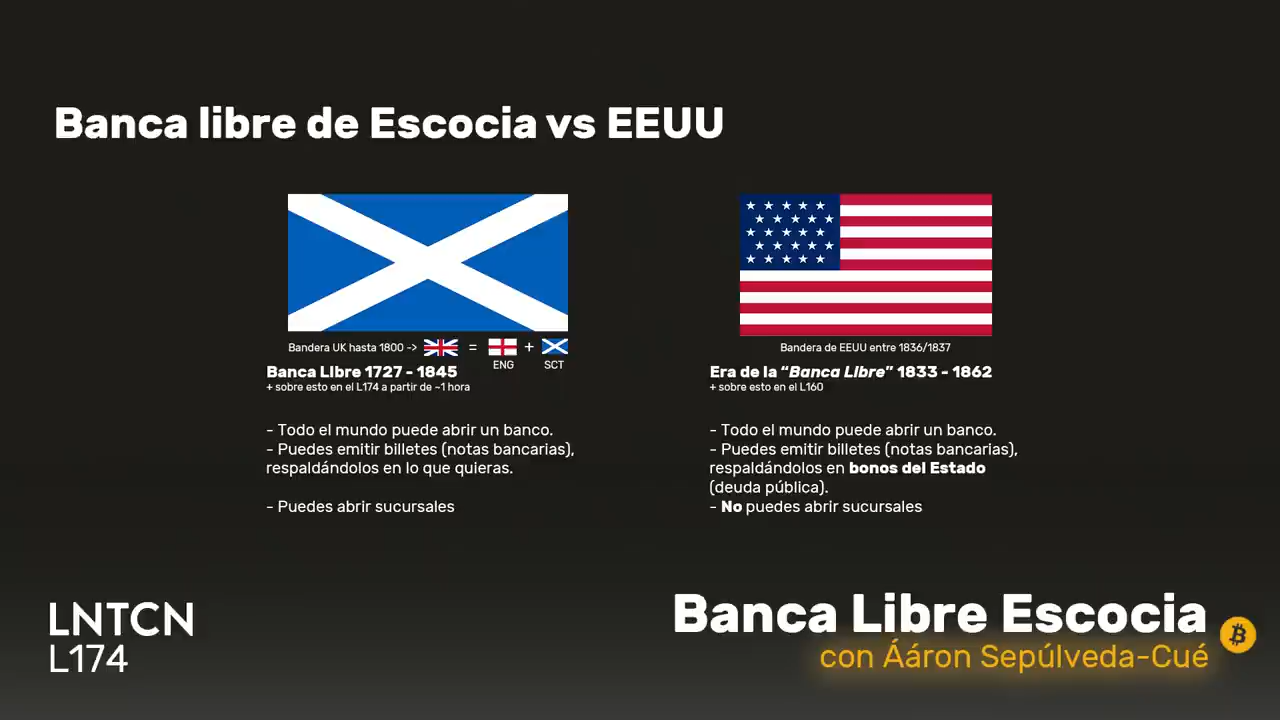 Banca libre de Escocia vs EEUU
Bandera UK hasta 1800 -> = +
ENG SCT
Banca Libre 1727 - 1845
+ sobre esto en el L174 a partir de ~1 hora
- Todo el mundo puede abrir un banco.
- Puedes emitir billetes (notas bancarias),
respaldándolos en lo que quieras.
- Puedes abrir sucursales
Bandera de EEUU entre 1836/1837
Era de la “Banca Libre” 1833 - 1862
+ sobre esto en el L160
- Todo el mundo puede abrir un banco.
- Puedes emitir billetes (notas bancarias),
respaldándolos en bonos del Estado
(deuda pública).
- No puedes abrir sucursales
LNTCN
L174
Banca Libre Escocia
con Ááron Sepúlveda-Cué